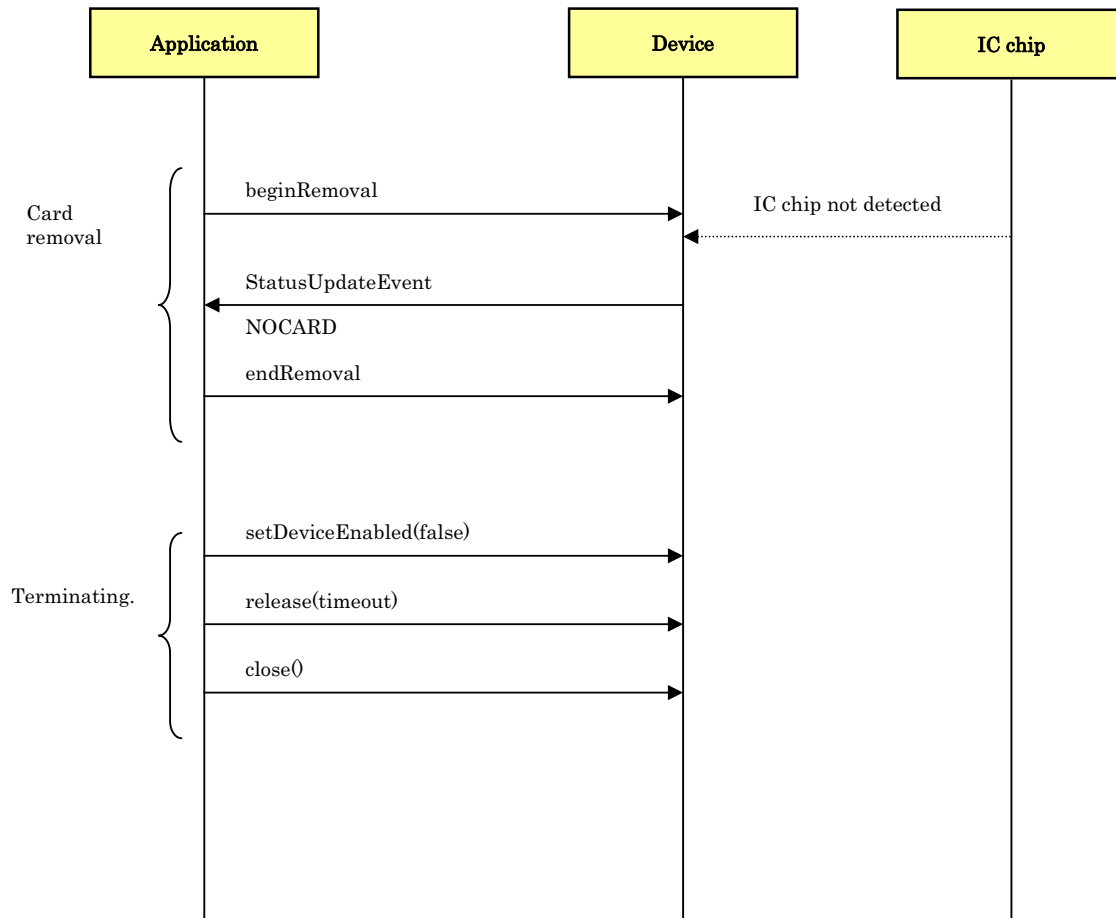 Application
Device
IC chip
beginRemoval
IC chip not detected
Card
removal
StatusUpdateEvent
NOCARD
endRemoval
setDeviceEnabled(false)
Terminating.
release(timeout)
close()